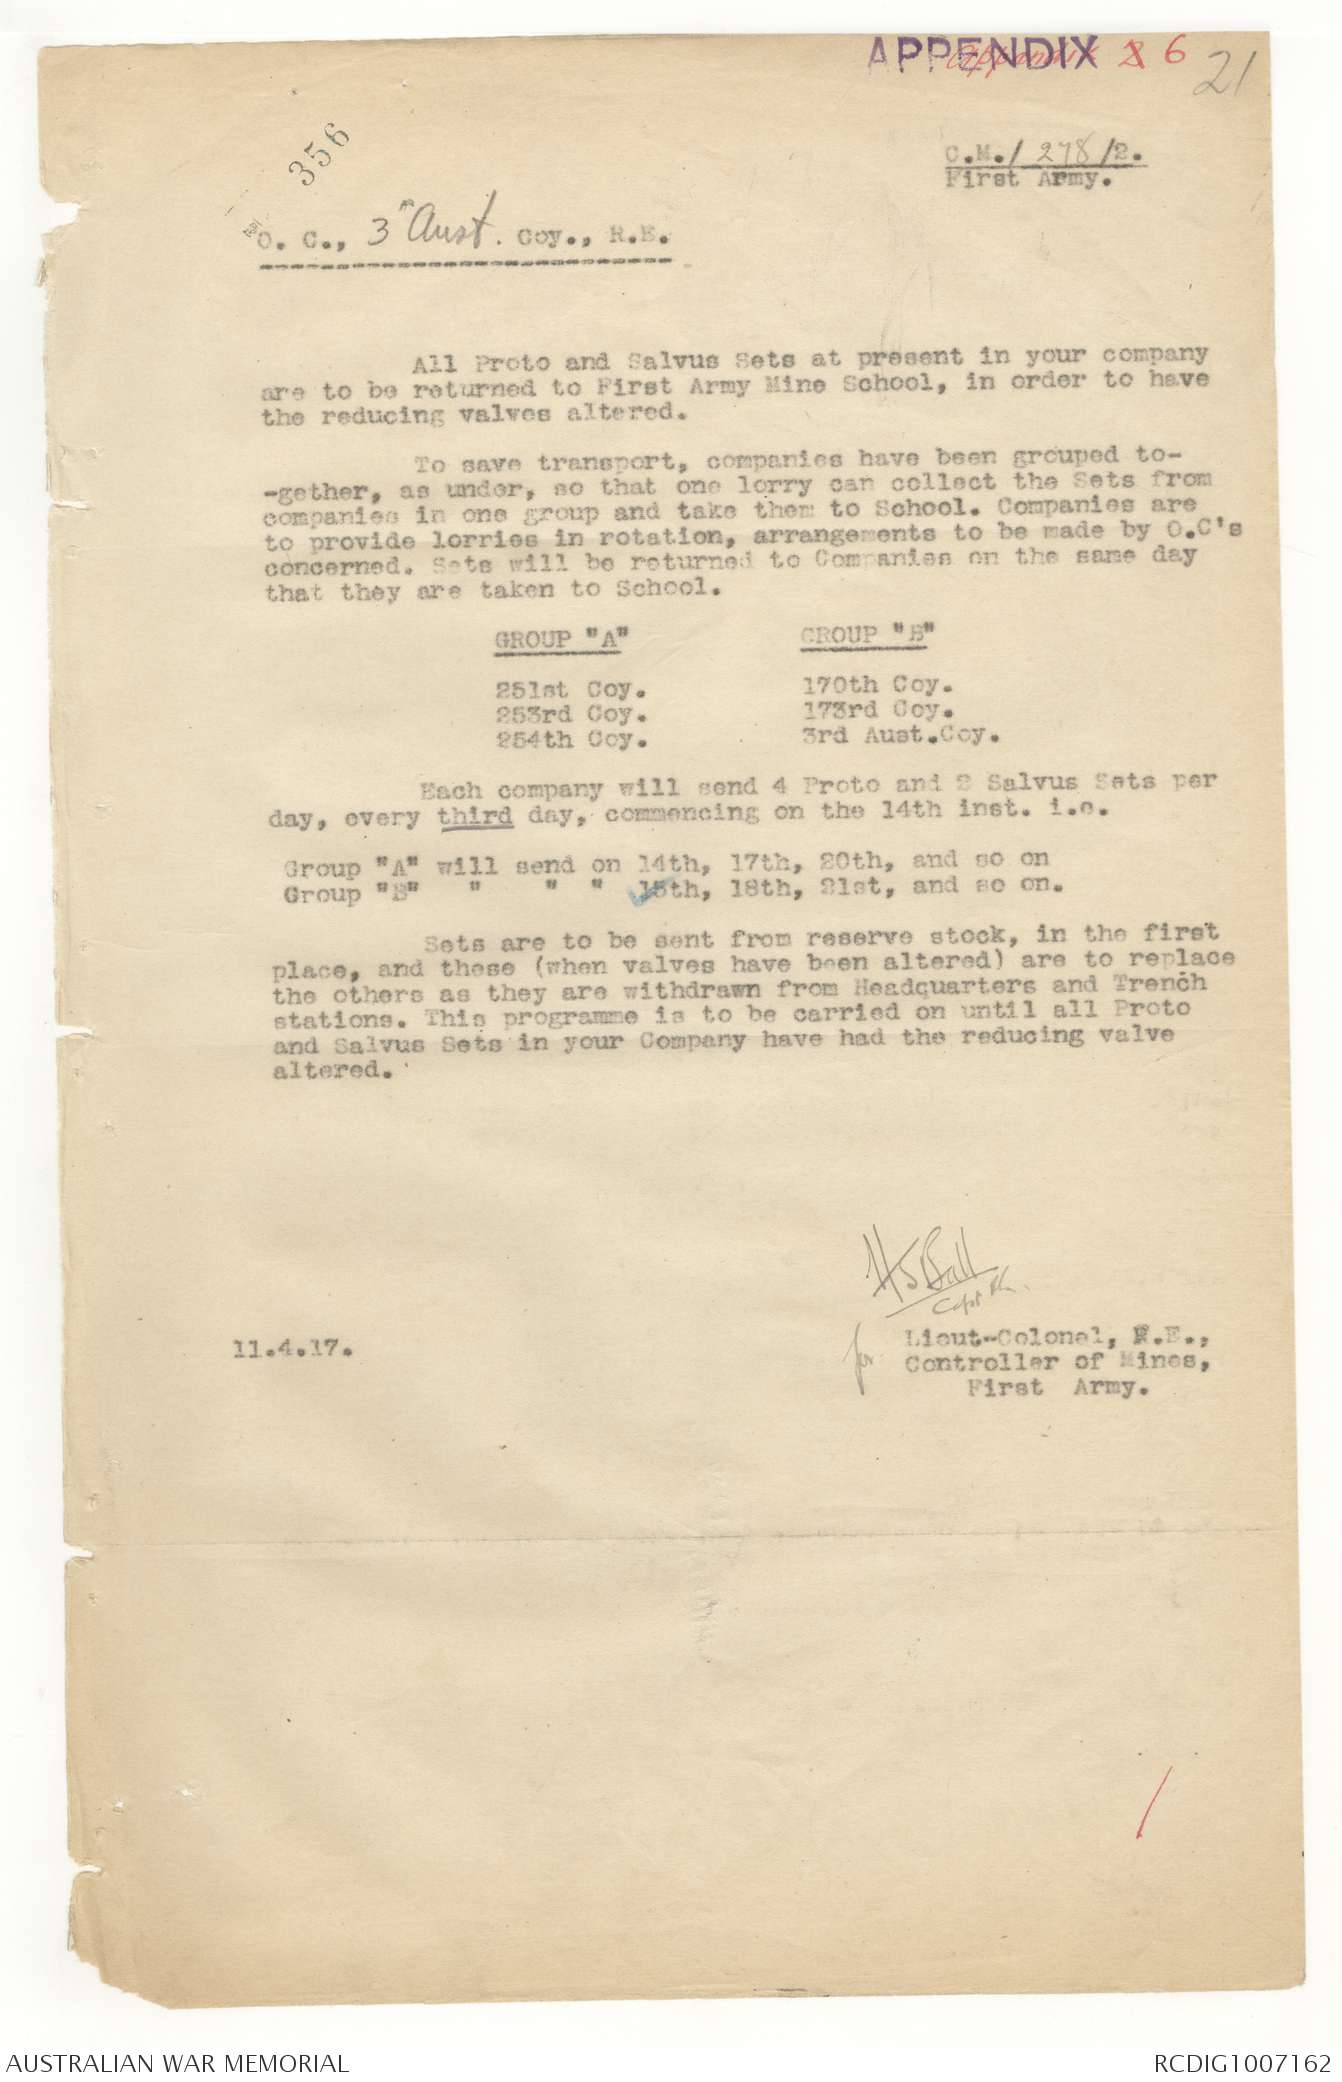 APPENDIX 6
21
356
C.M./278/2.
First Army.
O. C., 3rd Aust. Coy., R.E.
All Proto and Salvus Sets at present in your company
are to be returned to First Army Mine School, in order to have
the reducing valves altered.
To save transport, companies have been grouped to-
-gether, as under, so that one lorry can collect the Sets from
companies in one group and take them to School. Companies are
to provide lorries in rotation, arrangements to be made by O.C's
concerned. Sets will be returned to Companies on the same day
that they are taken to School.
GROUP "A" GROUP "B"
251st Coy. 170th Coy.
253rd Coy. 173rd Coy.
254th Coy. 3rd Aust.Coy.
Each company will send 4 Proto and 2 Salvus Sets per
day, every third day, commencing on the 14th inst. i.e.
Group "A" will send on 14th, 17th, 20th, and so on
Group "B" " " " 15th, 18th, 21st, and so on.
Sets are to be sent from reserve stock, in the first
place, and these (when valves have been altered) are to replace
the others as they are withdrawn from Headquarters and Trench
stations. This programme is to be carried on until all Proto
and Salvus Sets in your Company have had the reducing valve
altered.
HS Ball
Capt
11.4.17.
for Lieut-Colonel, R.E.,
Controller of Mines,
First Army.
AUSTRALIAN WAR MEMORIAL
RCDIG1007162